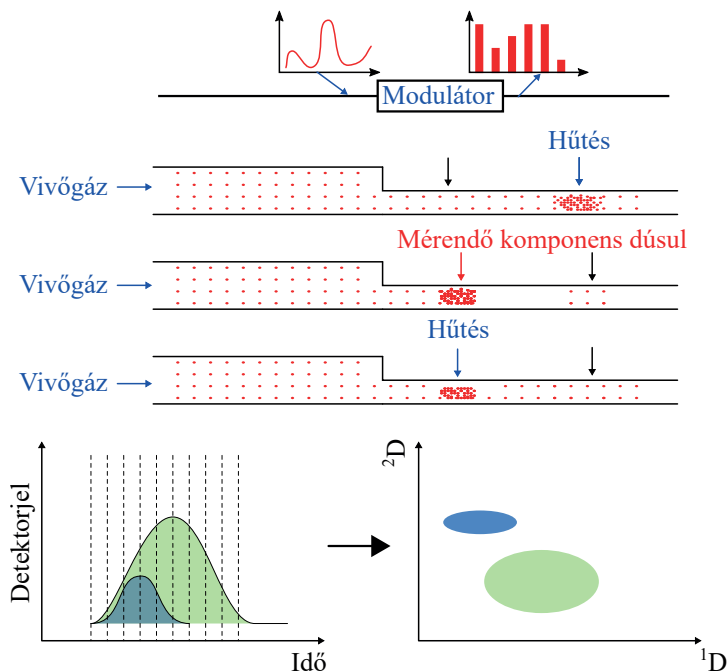 Modulátor
Hűtés
Vivőgáz
Mérendő komponens dúsul
Vivőgáz
Hűtés
Vivőgáz
Detektorjel
Idő
²D
¹D